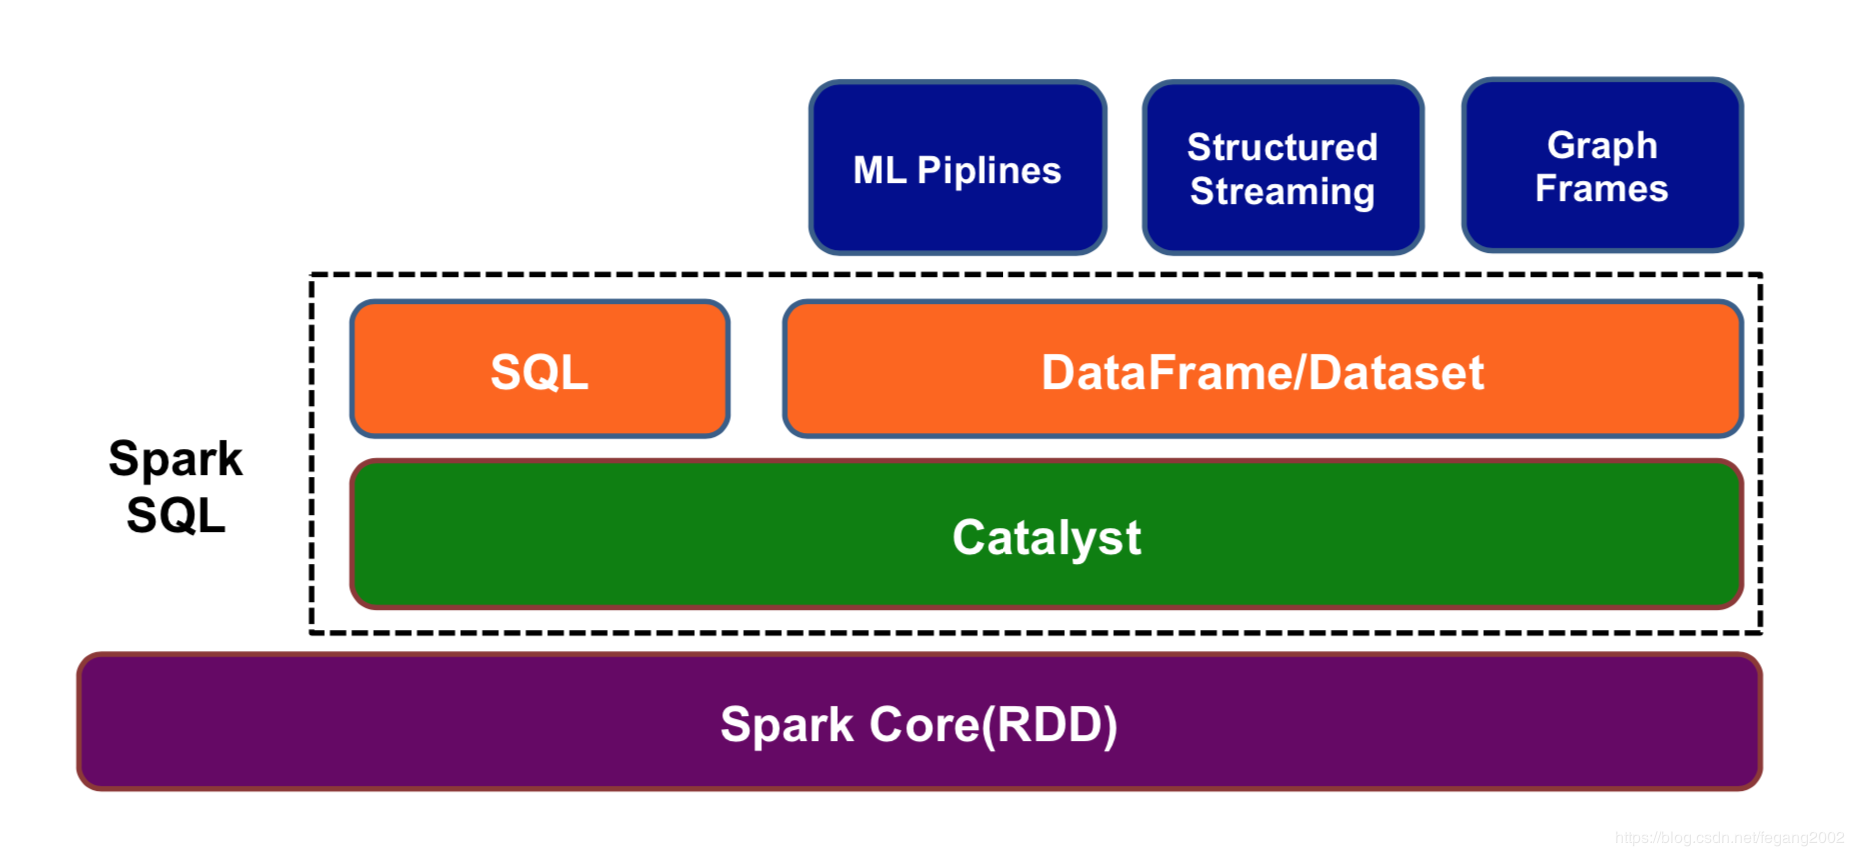 ML Piplines
Structured
Streaming
Graph
Frames
SQL
DataFrame/Dataset
Spark
SQL
Catalyst
Spark Core(RDD)
https://blog.csdn.net/fegang2002